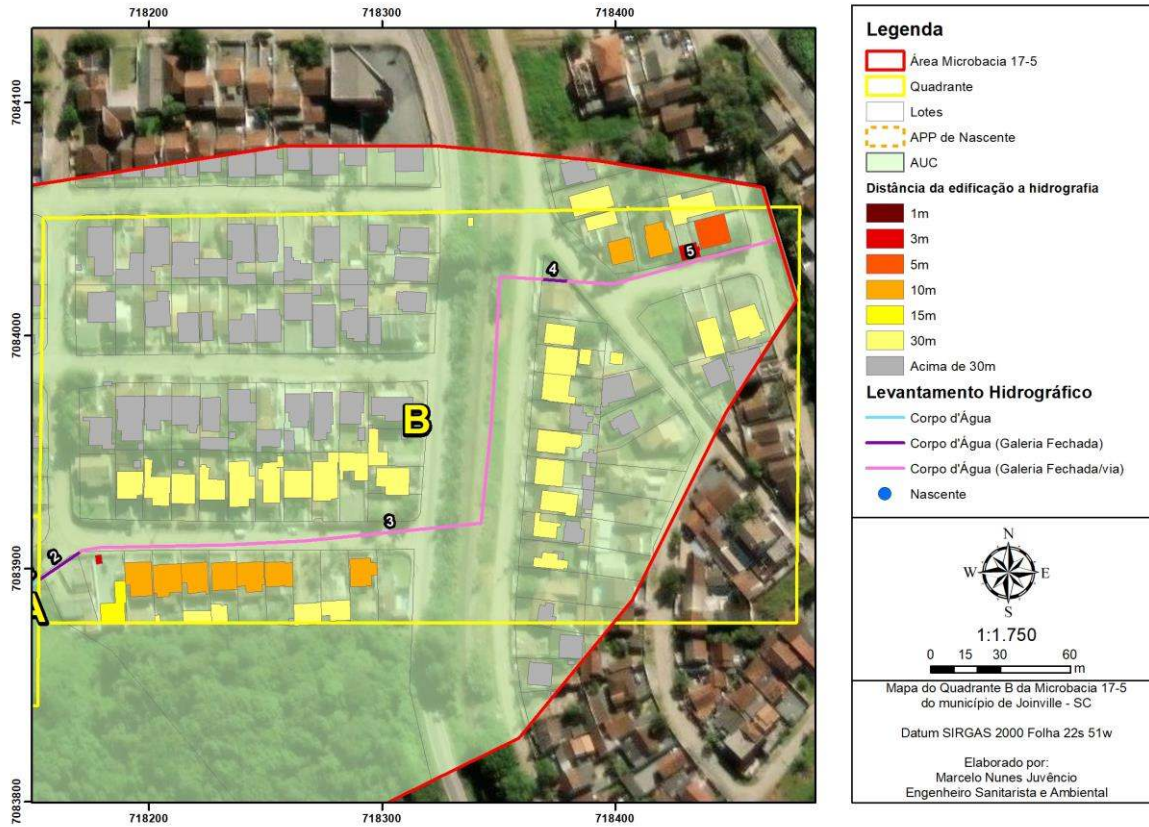 718200
718300
718400
7084100
7084000
7083900
7083800
4
5
B
3
2
A
Legenda
Área Microbacia 17-5
Quadrante
Lotes
APP de Nascente
AUC
Distância da edificação a hidrografia
1m
3m
5m
10m
15m
30m
Acima de 30m
Levantamento Hidrográfico
Corpo d'Água
Corpo d'Água (Galeria Fechada)
Corpo d'Água (Galeria Fechada/via)
Nascente
N
W E
S
1:1.750
0 15 30 60
m
Mapa do Quadrante B da Microbacia 17-5
do município de Joinville - SC
Datum SIRGAS 2000 Folha 22s 51w
Elaborado por:
Marcelo Nunes Juvêncio
Engenheiro Sanitarista e Ambiental
718200
718300
718400